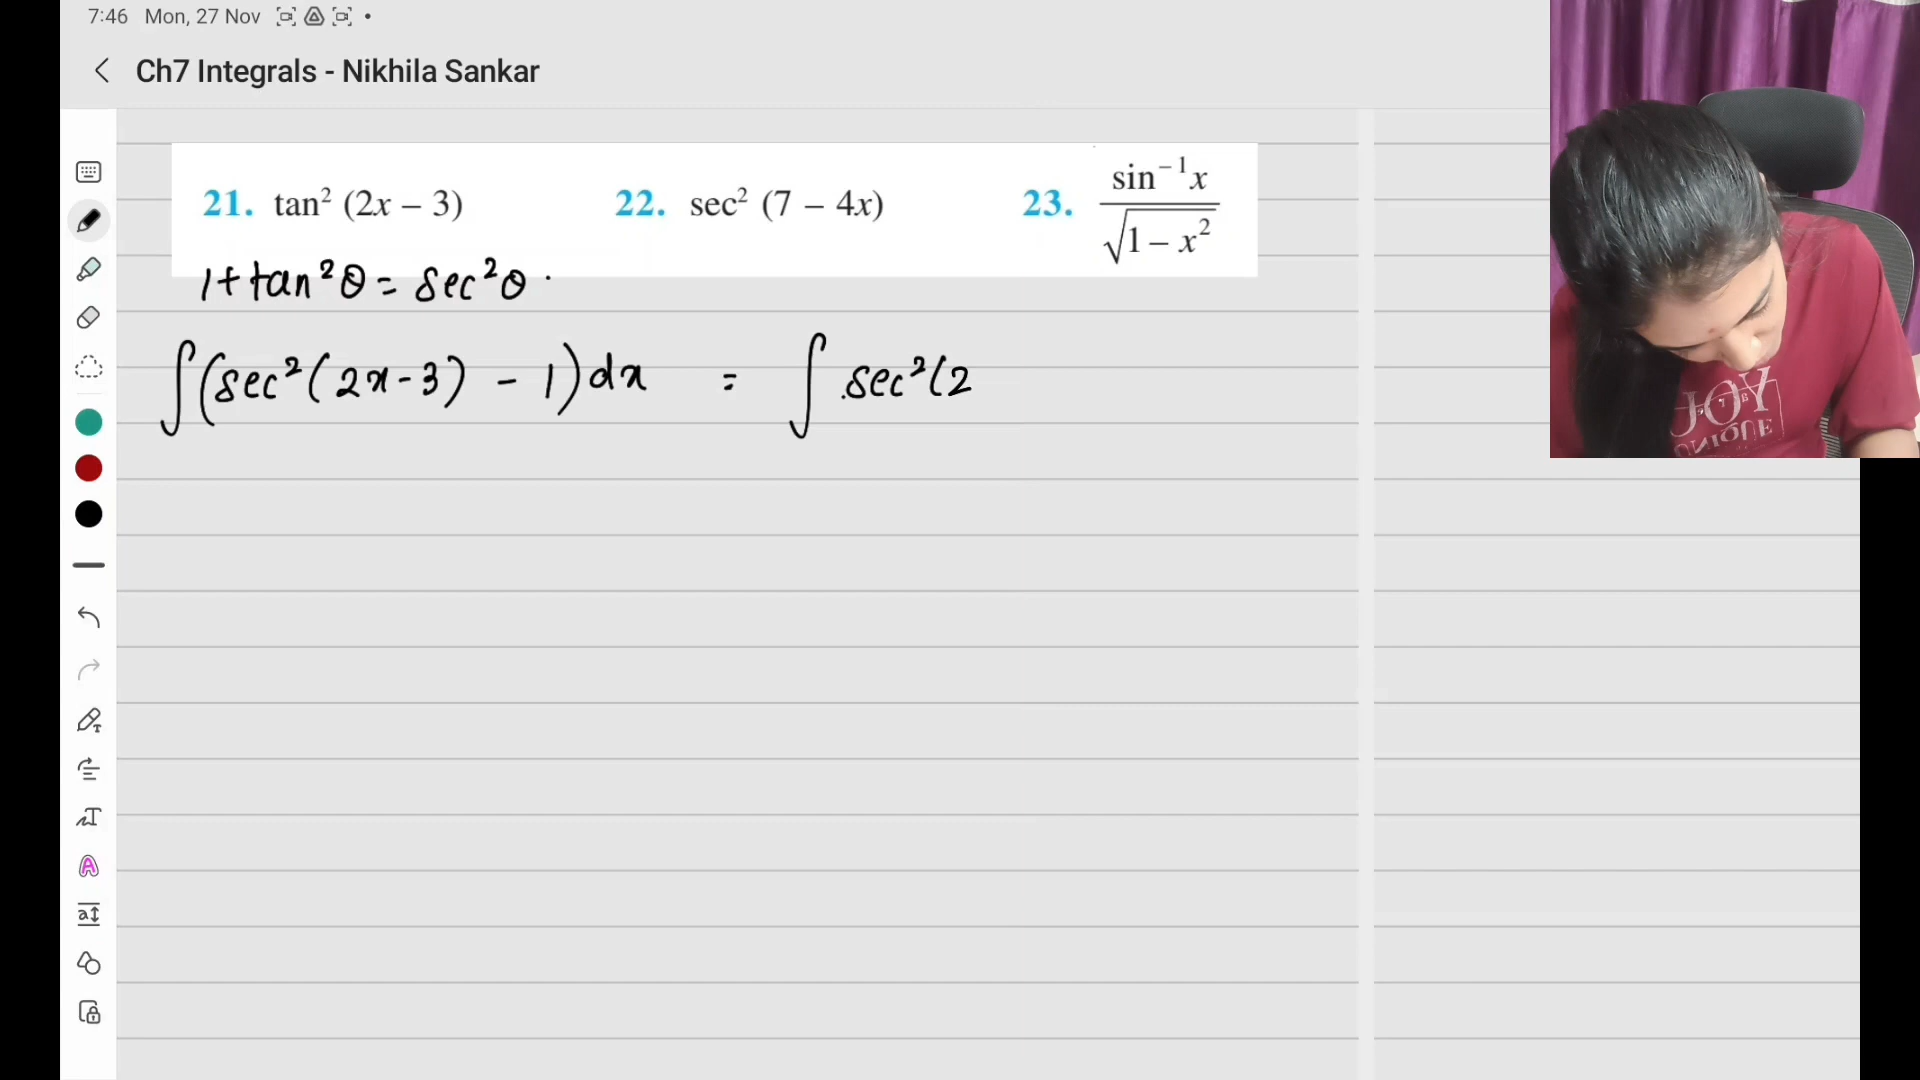 7:46 Mon, 27 Nov
Ch7 Integrals - Nikhila Sankar
21. tan² (2x – 3) 22. sec² (7 – 4x) 23. sin⁻¹x / √(1 – x²)
1 + tan²θ = sec²θ .
∫(sec²(2x-3) - 1)dx = ∫ sec²(2
JOY
UNIQUE